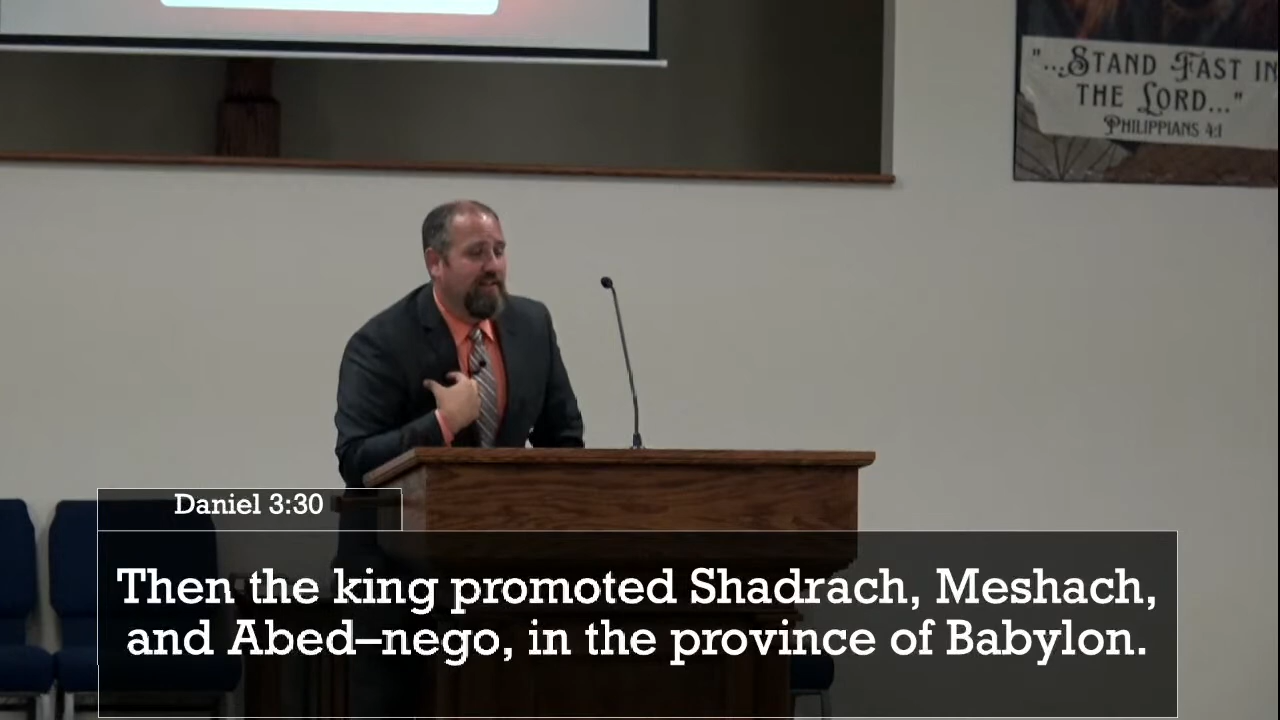 "...STAND FAST IN
THE LORD..."
PHILIPPIANS 4:1
Daniel 3:30
Then the king promoted Shadrach, Meshach,
and Abed–nego, in the province of Babylon.